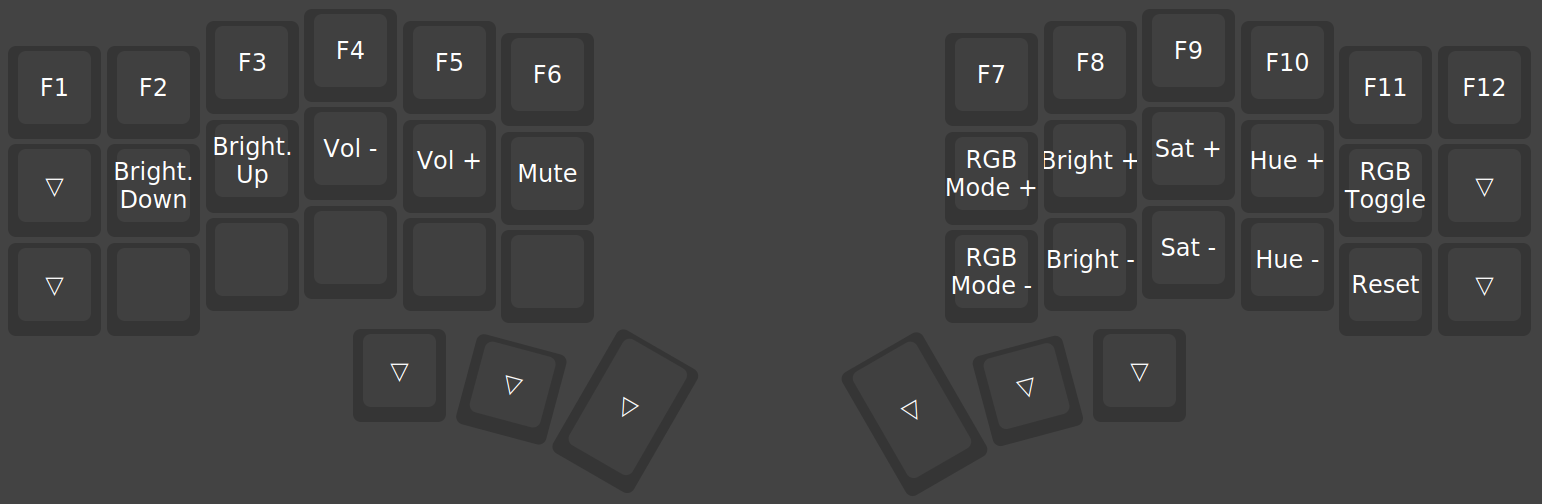 F1
F2
F3
F4
F5
F6
F7
F8
F9
F10
F11
F12
▽
Bright.
Down
Bright.
Up
Vol -
Vol +
Mute
RGB
Mode +
Bright +
Sat +
Hue +
RGB
Toggle
▽
▽
RGB
Mode -
Bright -
Sat -
Hue -
Reset
▽
▽
▽
▽
▽
▽
▽